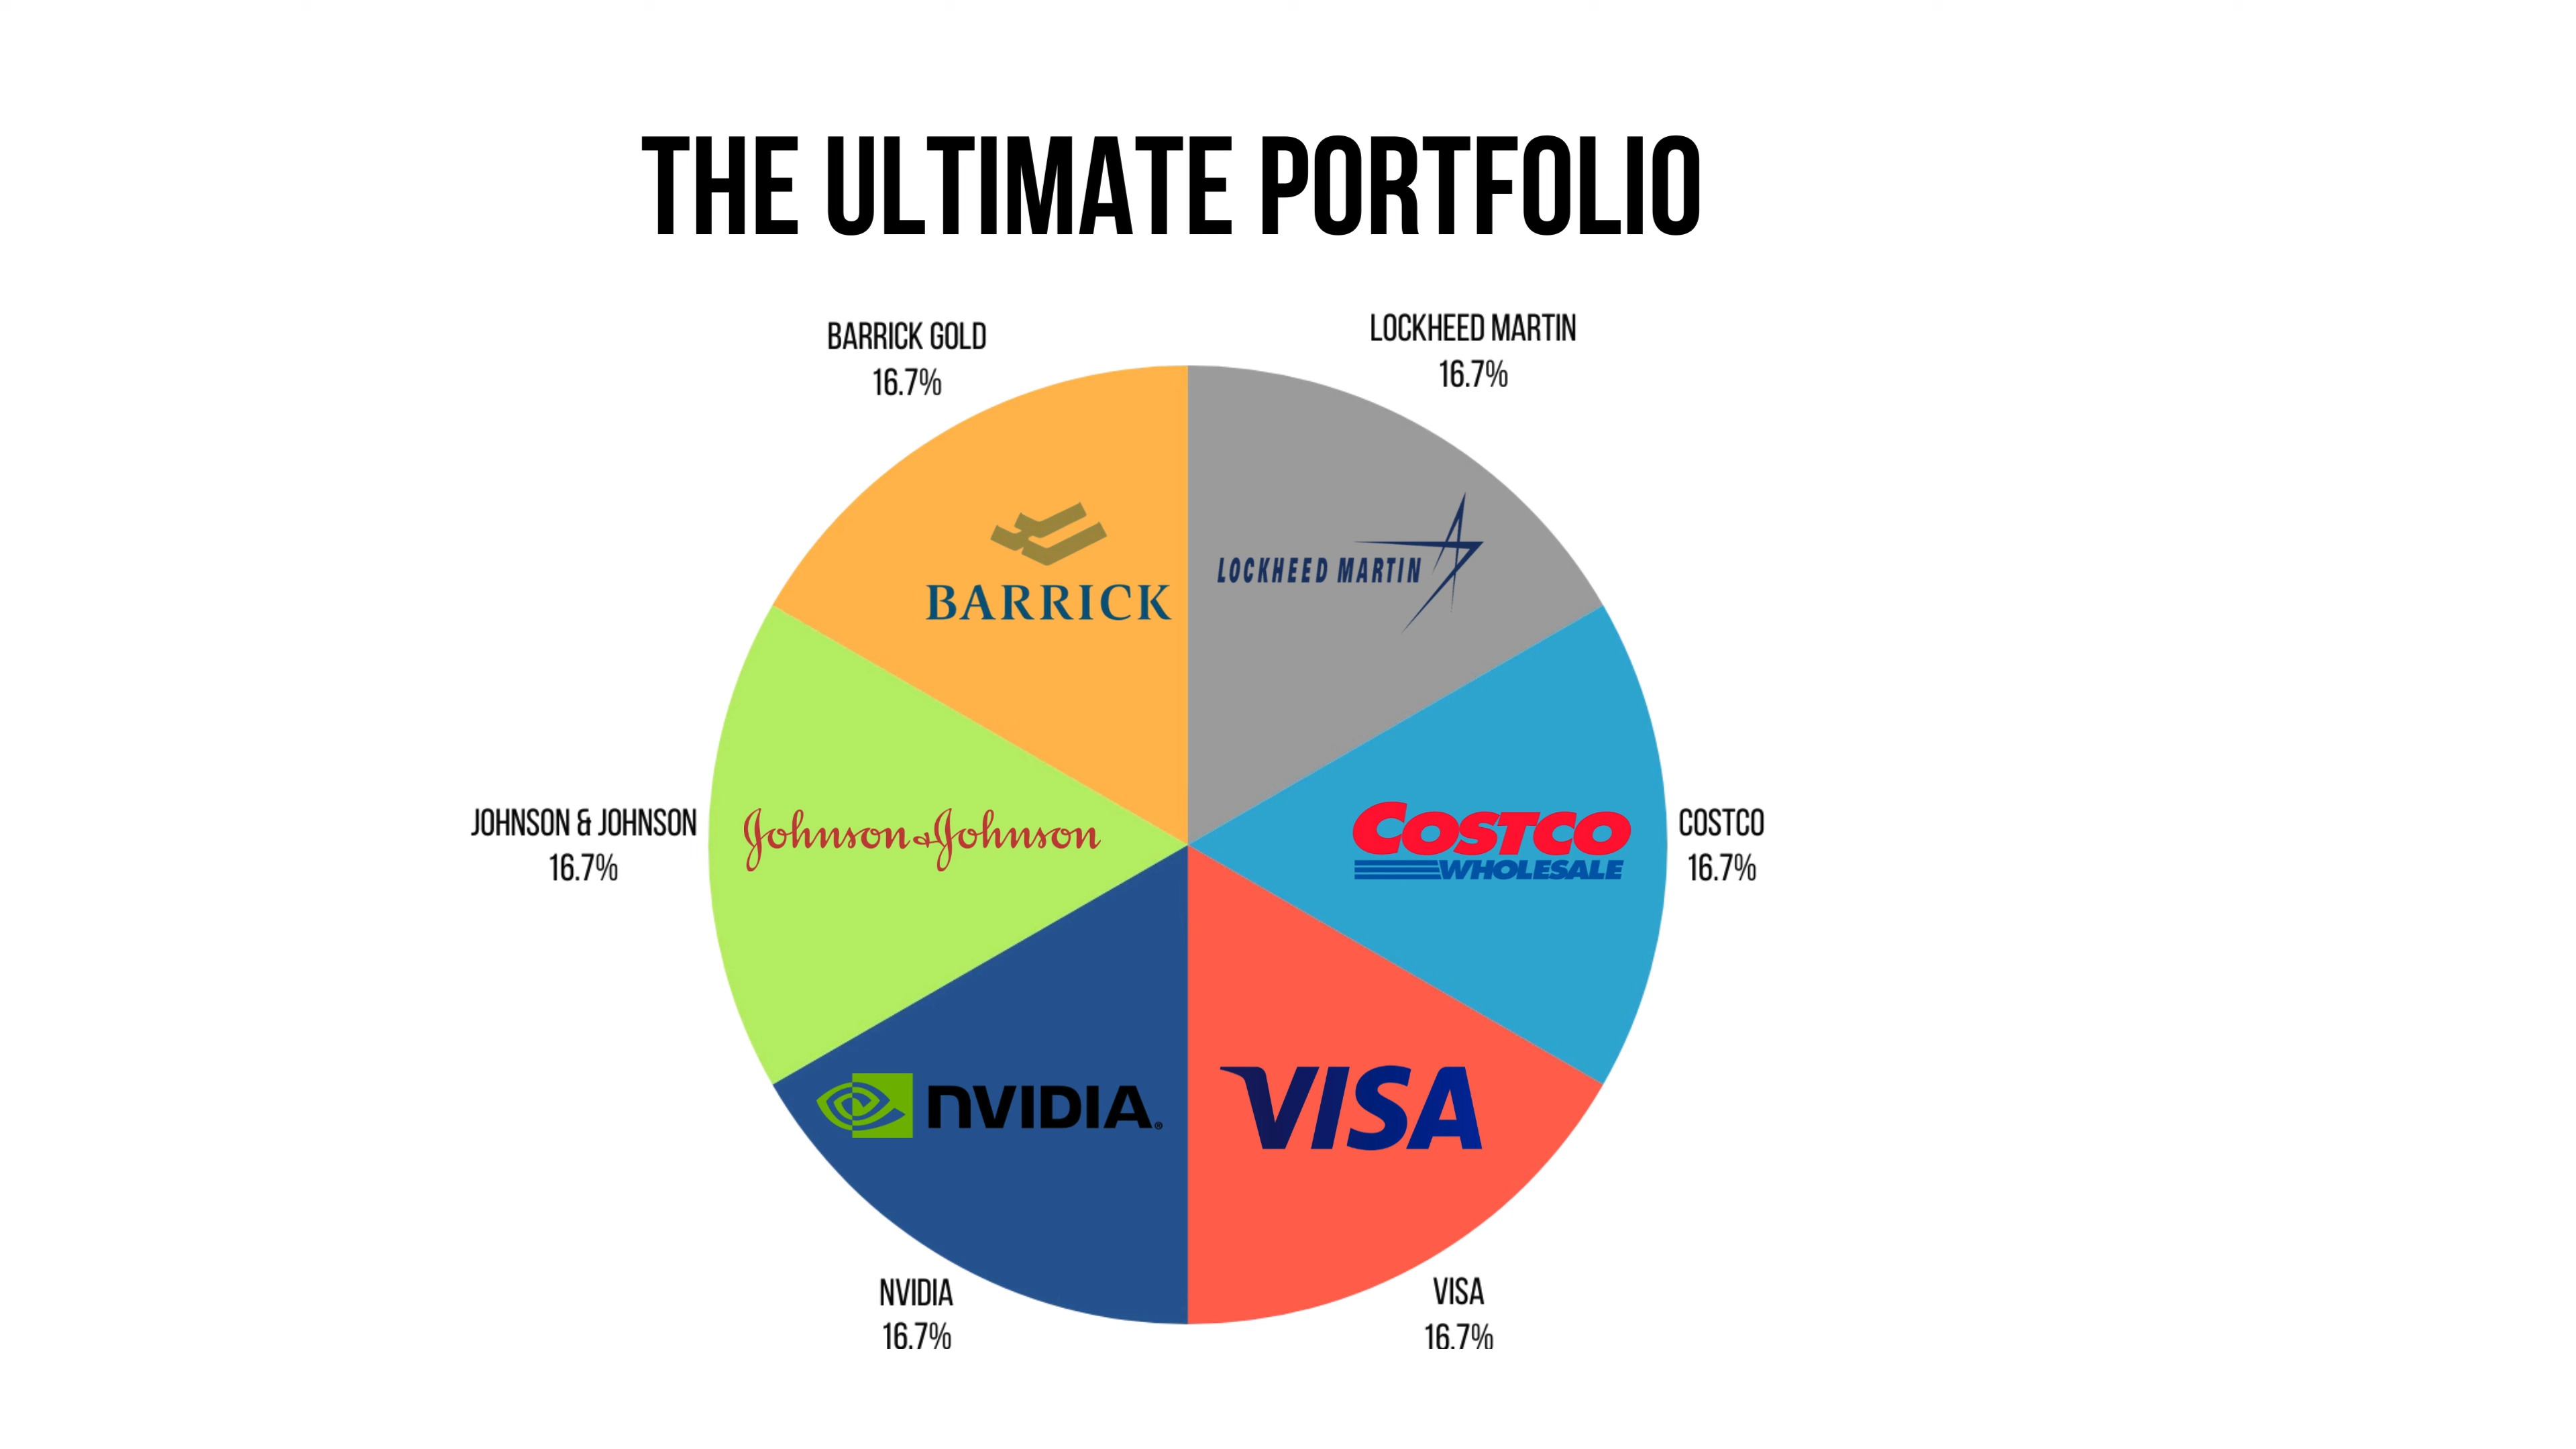 THE ULTIMATE PORTFOLIO
BARRICK GOLD
16.7%
LOCKHEED MARTIN
16.7%
BARRICK
LOCKHEED MARTIN
JOHNSON & JOHNSON
16.7%
Johnson & Johnson
COSTCO
WHOLESALE
COSTCO
16.7%
NVIDIA.
VISA
NVIDIA
16.7%
VISA
16.7%